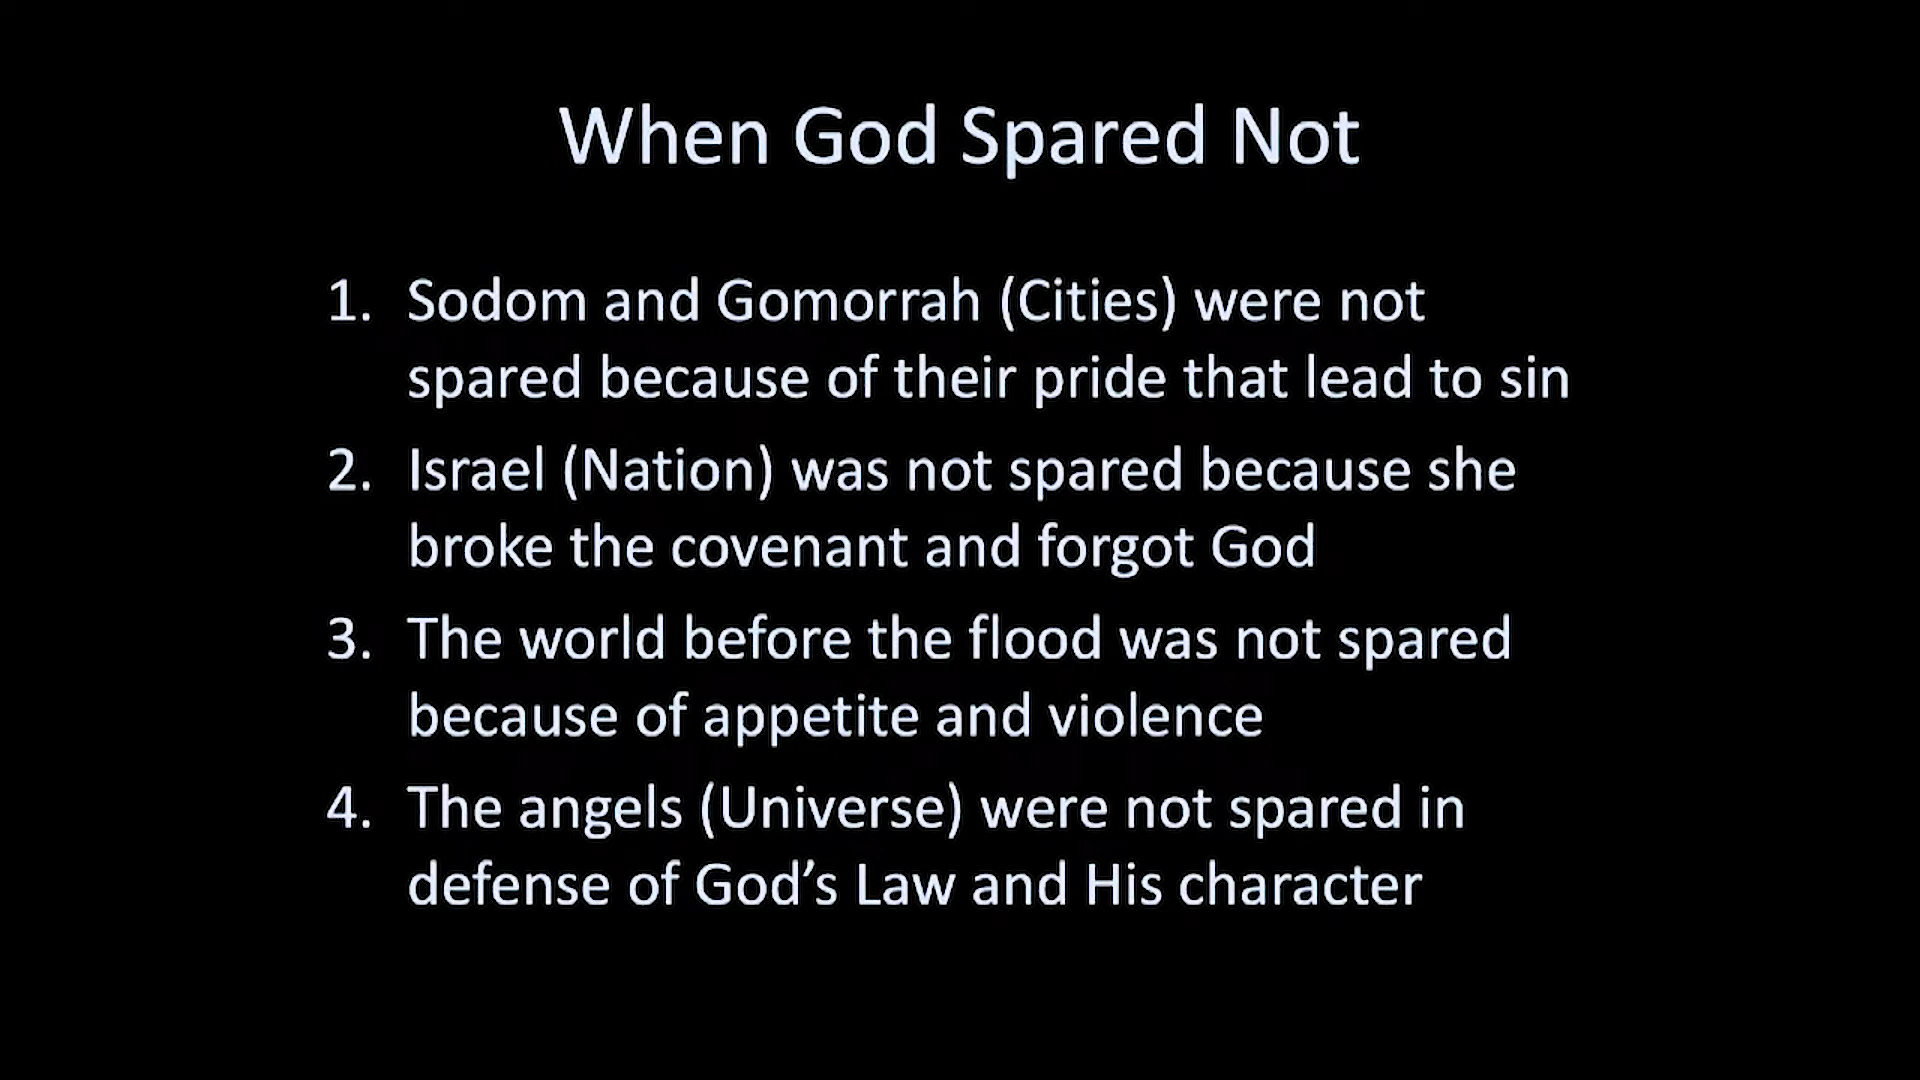 When God Spared Not
1. Sodom and Gomorrah (Cities) were not
spared because of their pride that lead to sin
2. Israel (Nation) was not spared because she
broke the covenant and forgot God
3. The world before the flood was not spared
because of appetite and violence
4. The angels (Universe) were not spared in
defense of God’s Law and His character